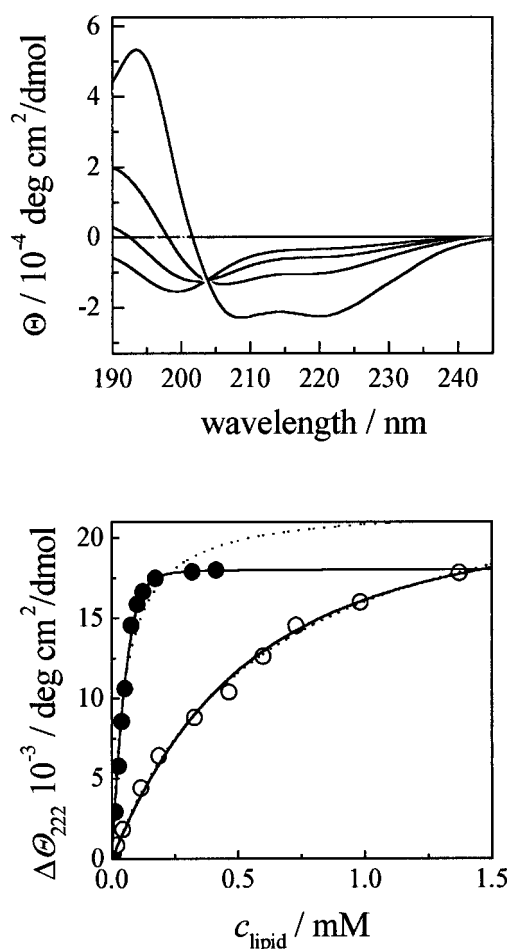 Θ / 10⁻⁴ deg cm²/dmol
6
4
2
0
-2
190 200 210 220 230 240
wavelength / nm
ΔΘ₂₂₂ 10⁻³ / deg cm²/dmol
20
15
10
5
0
0.0 0.5 1.0 1.5
c_lipid / mM